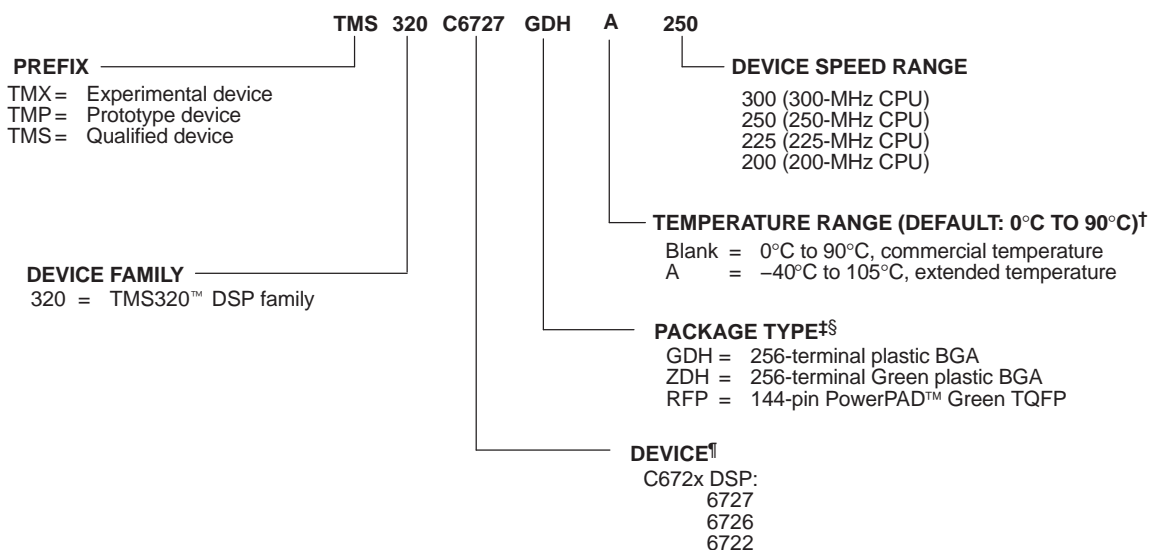 TMS 320 C6727 GDH A 250
PREFIX
TMX = Experimental device
TMP = Prototype device
TMS = Qualified device
DEVICE SPEED RANGE
300 (300-MHz CPU)
250 (250-MHz CPU)
225 (225-MHz CPU)
200 (200-MHz CPU)
TEMPERATURE RANGE (DEFAULT: 0°C TO 90°C)†
Blank = 0°C to 90°C, commercial temperature
A = −40°C to 105°C, extended temperature
DEVICE FAMILY
320 = TMS320™ DSP family
PACKAGE TYPE‡§
GDH = 256-terminal plastic BGA
ZDH = 256-terminal Green plastic BGA
RFP = 144-pin PowerPAD™ Green TQFP
DEVICE¶
C672x DSP:
6727
6726
6722